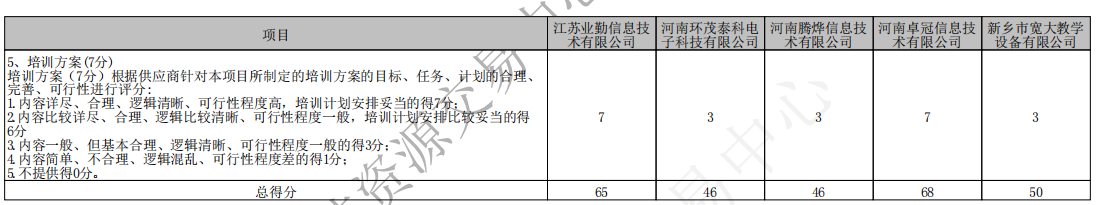 项目
江苏业勤信息技
术有限公司
河南环茂泰科电
子科技有限公司
河南腾烨信息技
术有限公司
河南卓冠信息技
术有限公司
新乡市宽大教学
设备有限公司
5、培训方案(7分)
培训方案（7分）根据供应商针对本项目所制定的培训方案的目标、任务、计划的合理、
完善、可行性进行评分:
1.内容详尽、合理、逻辑清晰、可行性程度高，培训计划安排妥当的得7分;
2.内容比较详尽、合理、逻辑比较清晰、可行性程度一般，培训计划安排比较妥当的得
6分
3.内容一般、但基本合理、逻辑清晰、可行性程度一般的得3分;
4.内容简单、不合理、逻辑混乱、可行性程度差的得1分;
5.不提供得0分。
7
3
3
7
3
总得分
65
46
46
68
50
资源交易中心
易中心